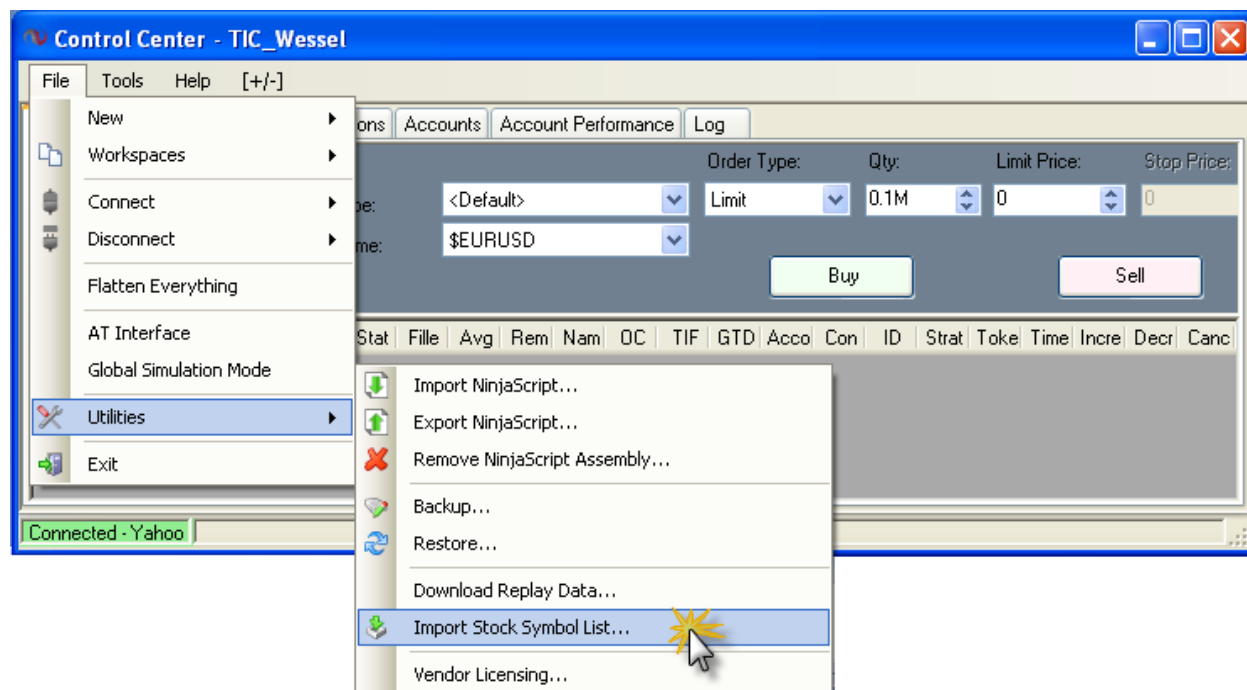 Control Center - TIC_Wessel
File Tools Help [+/-]
New
ons Accounts Account Performance Log
Workspaces
Order Type: Qty: Limit Price: Stop Price:
Connect
pe: <Default> Limit 0.1M 0 0
Disconnect
me: $EURUSD
Flatten Everything
Buy Sell
AT Interface
Stat Fille Avg Rem Nam OC TIF GTD Acco Con ID Strat Toke Time Incre Decr Canc
Global Simulation Mode
Import NinjaScript...
Utilities
Export NinjaScript...
Exit
Remove NinjaScript Assembly...
Backup...
Connected - Yahoo
Restore...
Download Replay Data...
Import Stock Symbol List...
Vendor Licensing...